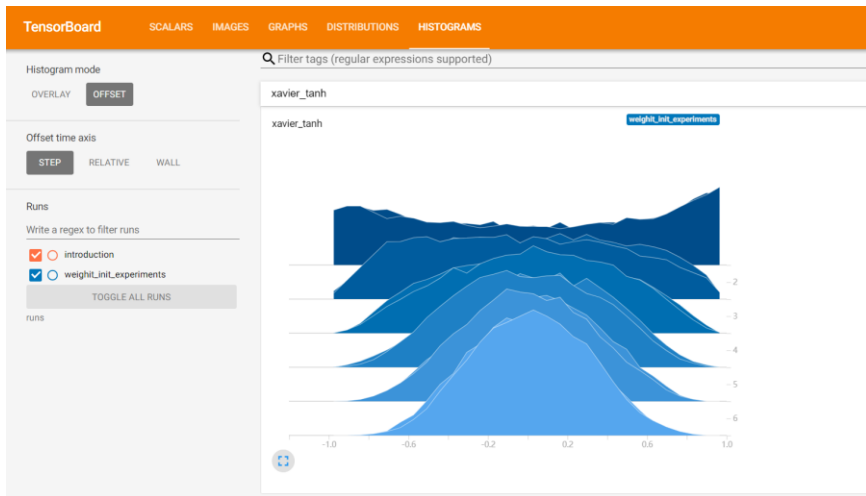 TensorBoard SCALARS IMAGES GRAPHS DISTRIBUTIONS HISTOGRAMS
Histogram mode
OVERLAY OFFSET
Offset time axis
STEP RELATIVE WALL
Runs
Write a regex to filter runs
introduction
weighit_init_experiments
TOGGLE ALL RUNS
runs
Filter tags (regular expressions supported)
xavier_tanh
xavier_tanh weighit_init_experiments
2
3
4
5
6
-1.0 -0.6 -0.2 0.2 0.6 1.0